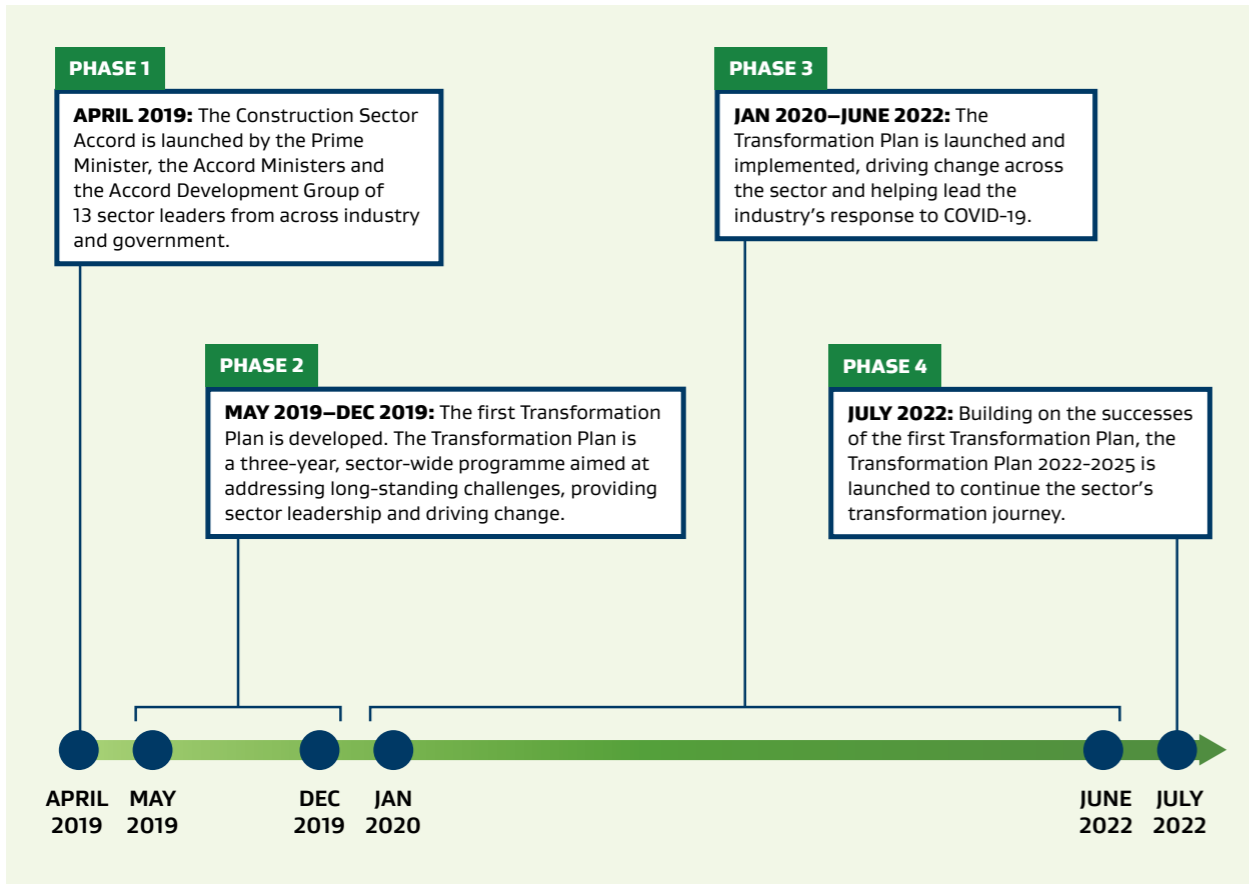 PHASE 1
APRIL 2019: The Construction Sector
Accord is launched by the Prime
Minister, the Accord Ministers and
the Accord Development Group of
13 sector leaders from across industry
and government.
PHASE 2
MAY 2019–DEC 2019: The first Transformation
Plan is developed. The Transformation Plan is
a three-year, sector-wide programme aimed at
addressing long-standing challenges, providing
sector leadership and driving change.
PHASE 3
JAN 2020–JUNE 2022: The
Transformation Plan is launched and
implemented, driving change across
the sector and helping lead the
industry’s response to COVID-19.
PHASE 4
JULY 2022: Building on the successes
of the first Transformation Plan, the
Transformation Plan 2022-2025 is
launched to continue the sector’s
transformation journey.
APRIL
2019
MAY
2019
DEC
2019
JAN
2020
JUNE
2022
JULY
2022